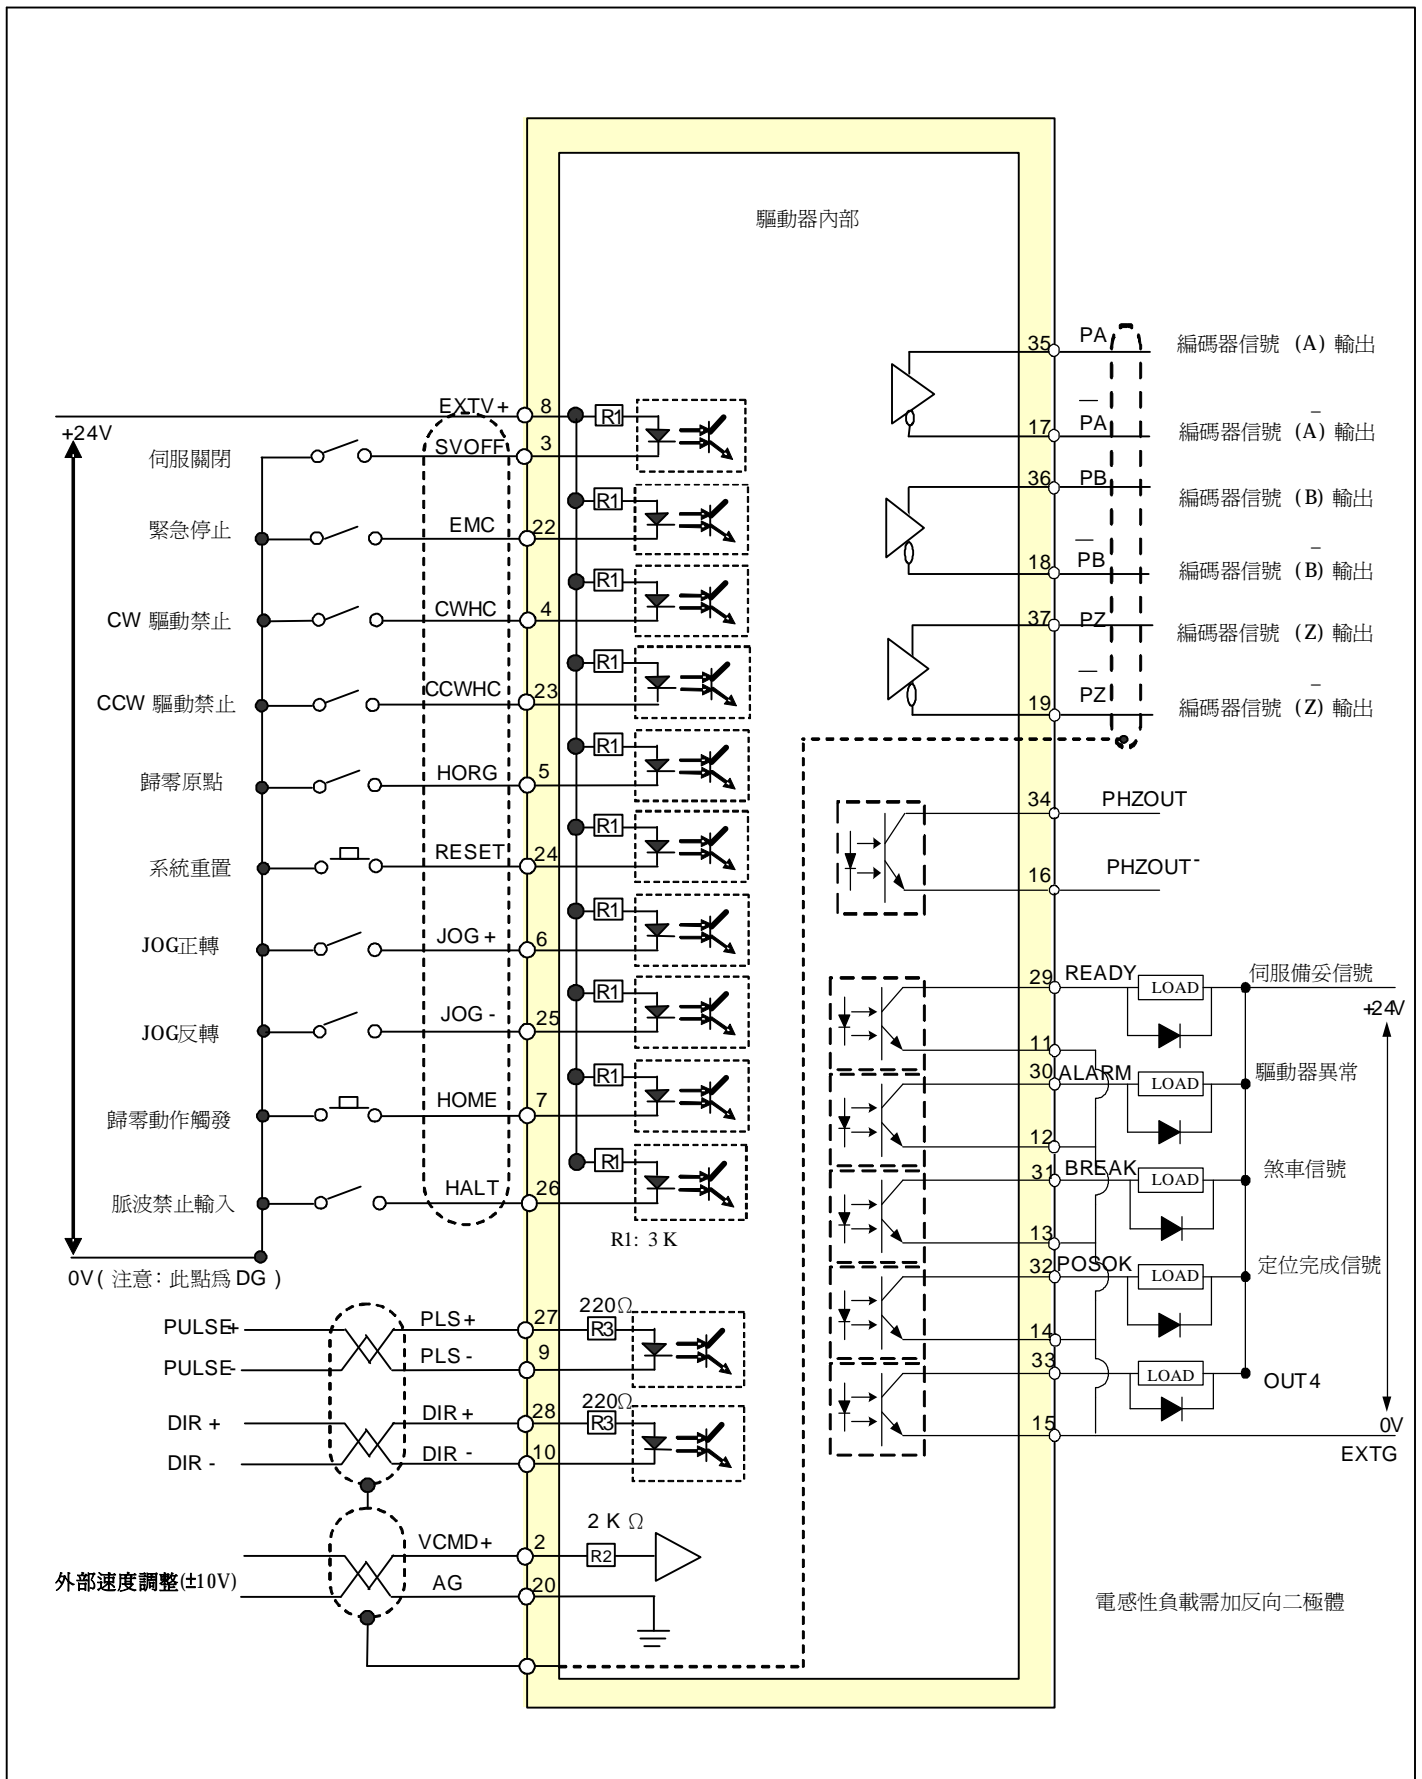 驅動器內部
EXTV+
8
R1
+24V
伺服關閉
SVOFF
3
R1
緊急停止
EMC
22
R1
CW 驅動禁止
CWHC
4
R1
CCW 驅動禁止
CCWHC
23
R1
歸零原點
HORG
5
R1
系統重置
RESET
24
R1
JOG正轉
JOG +
6
R1
JOG反轉
JOG -
25
R1
歸零動作觸發
HOME
7
R1
脈波禁止輸入
HALT
26
R1: 3 K
0V ( 注意 : 此點爲 DG )
PULSE+
PLS +
27
220Ω
R3
PULSE-
PLS -
9
DIR +
DIR +
28
220Ω
R3
DIR -
DIR -
10
VCMD+
2
2 K Ω
R2
外部速度調整(±10V)
AG
20
35
PA
編碼器信號 (A) 輸出
17
P̅A̅
編碼器信號 (A̅) 輸出
36
PB
編碼器信號 (B) 輸出
18
P̅B̅
編碼器信號 (B̅) 輸出
37
PZ
編碼器信號 (Z) 輸出
19
P̅Z̅
編碼器信號 (Z̅) 輸出
34
PHZOUT
16
PHZOUT-
29
READY
LOAD
伺服備妥信號
+24V
11
30
ALARM
LOAD
驅動器異常
12
31
BREAK
LOAD
煞車信號
13
32
POSOK
LOAD
定位完成信號
14
33
LOAD
OUT4
15
0V
EXTG
電感性負載需加反向二極體